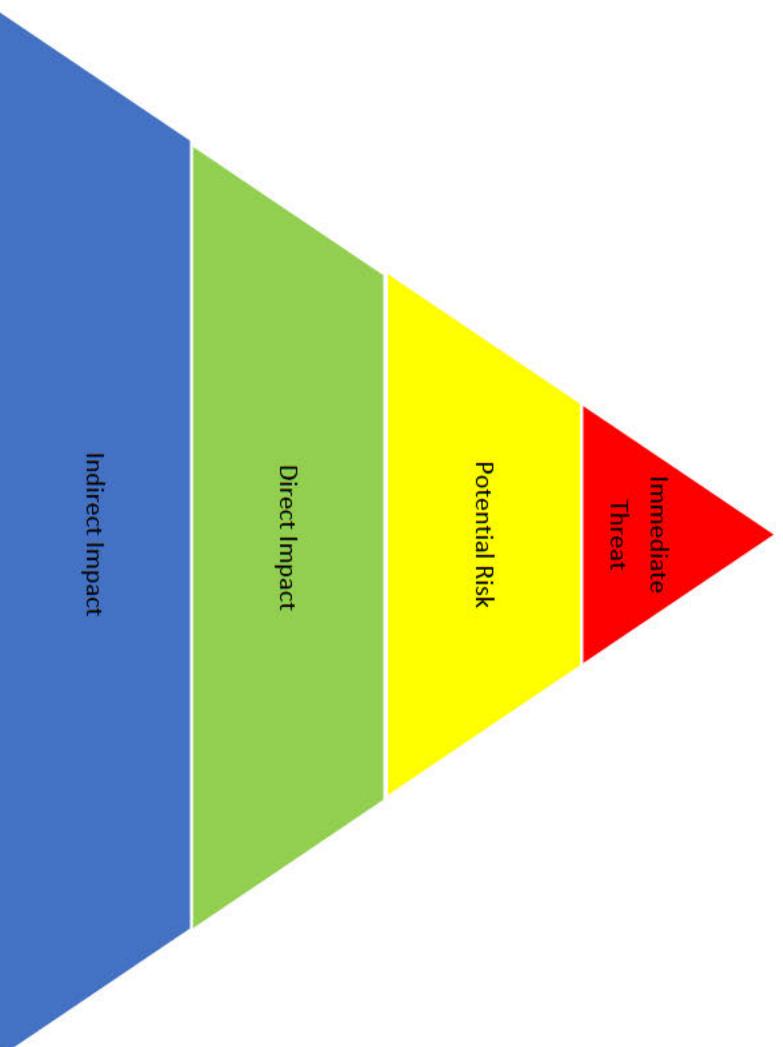 Immediate
Threat
Potential Risk
Direct Impact
Indirect Impact